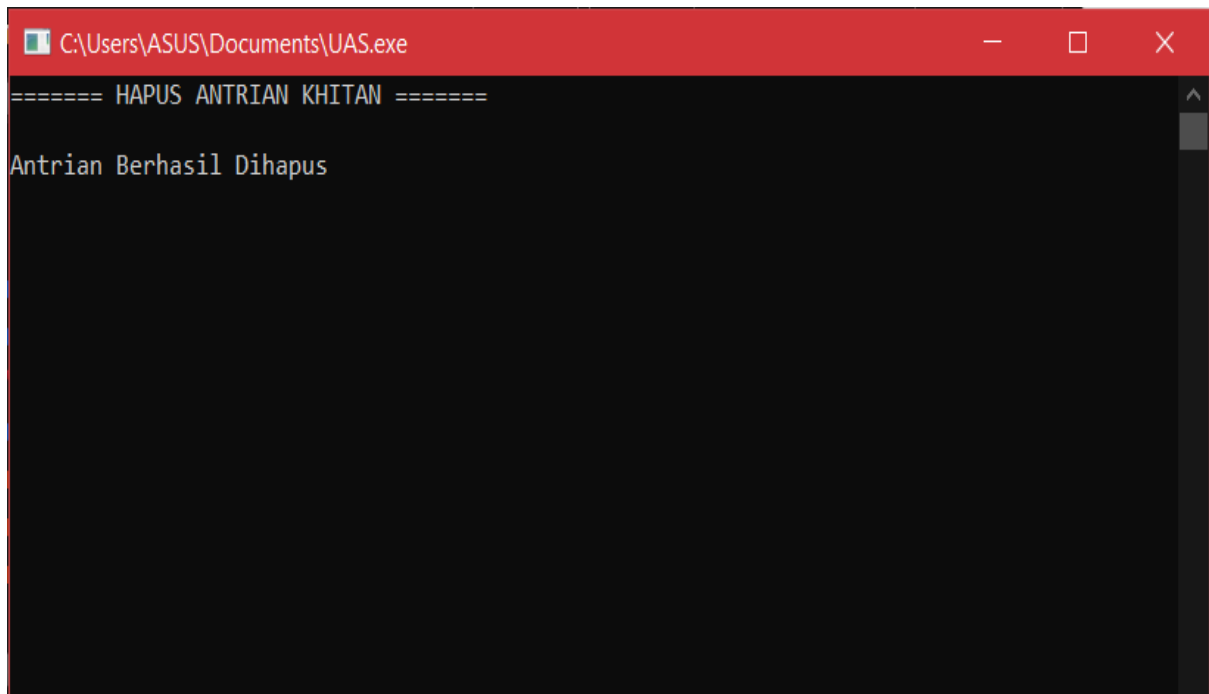 C:\Users\ASUS\Documents\UAS.exe
======= HAPUS ANTRIAN KHITAN =======
Antrian Berhasil Dihapus